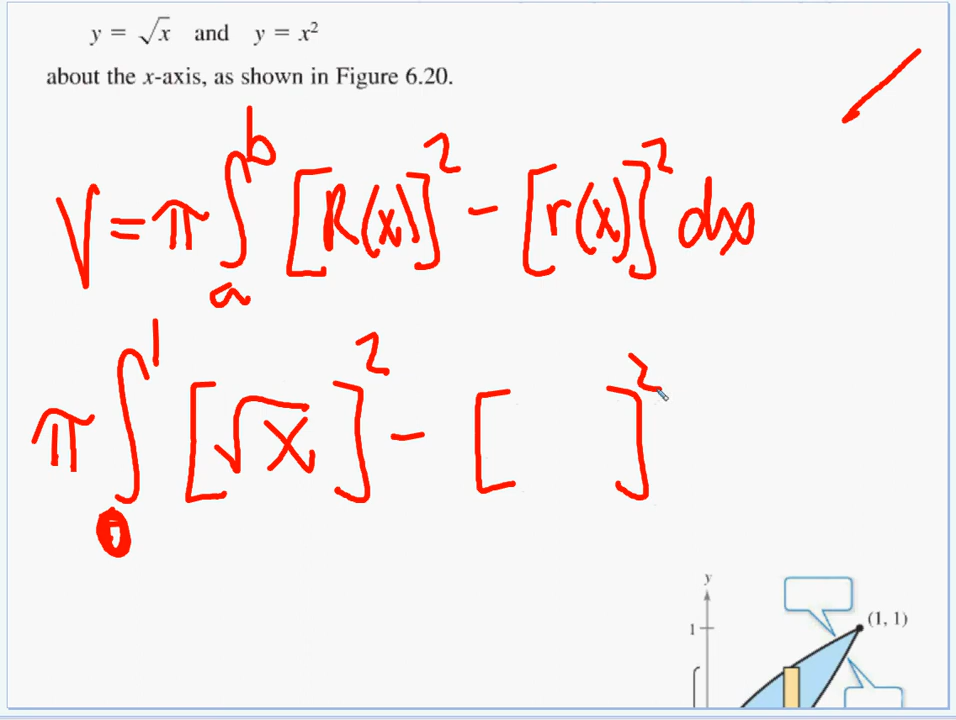 y = √x and y = x²
about the x-axis, as shown in Figure 6.20.
V = π ∫ₐᵇ [R(x)]² - [r(x)]² dx
π ∫₀¹ [√x]² - [ ]²
y
1
(1, 1)